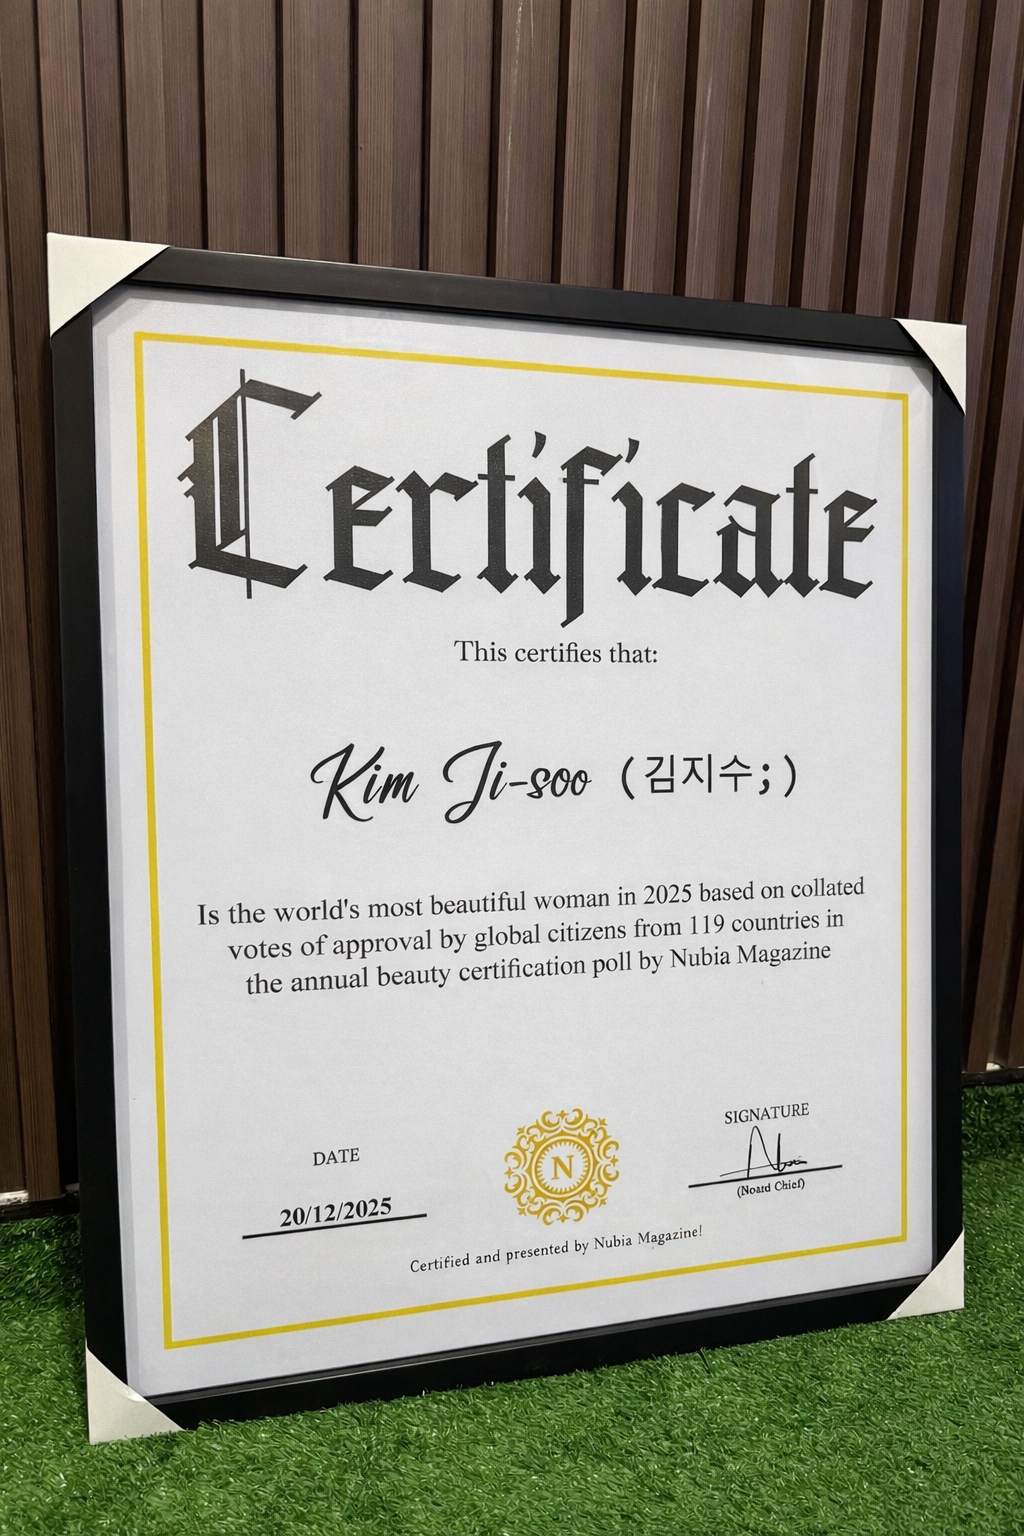 Certificate
This certifies that:
Kim Ji-soo (김지수;)
Is the world's most beautiful woman in 2025 based on collated
votes of approval by global citizens from 119 countries in
the annual beauty certification poll by Nubia Magazine
DATE
20/12/2025
N
SIGNATURE
(Noard Chief)
Certified and presented by Nubia Magazine!